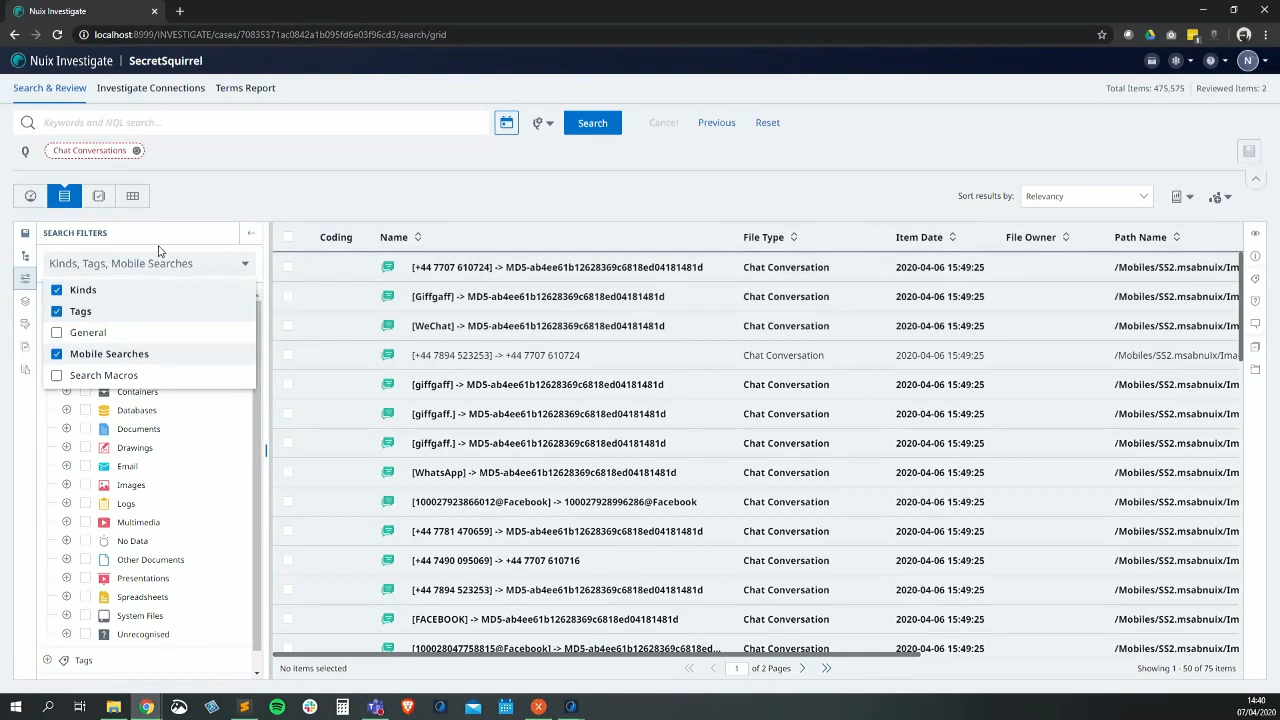 Nuix Investigate
localhost:8999/INVESTIGATE/cases/70835371ac0842a1b095fd6e03f96cd3/search/grid
Nuix Investigate SecretSquirrel
N
Search & Review Investigate Connections Terms Report
Total Items: 475,575 Reviewed Items: 2
Keywords and NQL search...
Search Cancel Previous Reset
Q Chat Conversations
Sort results by: Relevancy
SEARCH FILTERS
Kinds, Tags, Mobile Searches
Kinds
Tags
General
Mobile Searches
Search Macros
Containers
Databases
Documents
Drawings
Email
Images
Logs
Multimedia
No Data
Other Documents
Presentations
Spreadsheets
System Files
Unrecognised
Tags
Coding Name File Type Item Date File Owner Path Name
[+44 7707 610724] -> MD5-ab4ee61b12628369c6818ed04181481d Chat Conversation 2020-04-06 15:49:25 /Mobiles/SS2.msabnuix/Im
[Giffgaff] -> MD5-ab4ee61b12628369c6818ed04181481d Chat Conversation 2020-04-06 15:49:25 /Mobiles/SS2.msabnuix/Im
[WeChat] -> MD5-ab4ee61b12628369c6818ed04181481d Chat Conversation 2020-04-06 15:49:25 /Mobiles/SS2.msabnuix/Im
[+44 7894 523253] -> +44 7707 610724 Chat Conversation 2020-04-06 15:49:25 /Mobiles/SS2.msabnuix/Ima
[giffgaff] -> MD5-ab4ee61b12628369c6818ed04181481d Chat Conversation 2020-04-06 15:49:25 /Mobiles/SS2.msabnuix/Im
[giffgaff.] -> MD5-ab4ee61b12628369c6818ed04181481d Chat Conversation 2020-04-06 15:49:25 /Mobiles/SS2.msabnuix/Im
[giffgaff.] -> MD5-ab4ee61b12628369c6818ed04181481d Chat Conversation 2020-04-06 15:49:25 /Mobiles/SS2.msabnuix/Im
[WhatsApp] -> MD5-ab4ee61b12628369c6818ed04181481d Chat Conversation 2020-04-06 15:49:25 /Mobiles/SS2.msabnuix/Im
[100027923866012@Facebook] -> 100027928996286@Facebook Chat Conversation 2020-04-06 15:49:25 /Mobiles/SS2.msabnuix/Im
[+44 7781 470659] -> MD5-ab4ee61b12628369c6818ed04181481d Chat Conversation 2020-04-06 15:49:25 /Mobiles/SS2.msabnuix/Im
[+44 7490 095069] -> +44 7707 610716 Chat Conversation 2020-04-06 15:49:25 /Mobiles/SS2.msabnuix/Im
[+44 7894 523253] -> MD5-ab4ee61b12628369c6818ed04181481d Chat Conversation 2020-04-06 15:49:25 /Mobiles/SS2.msabnuix/Im
[FACEBOOK] -> MD5-ab4ee61b12628369c6818ed04181481d Chat Conversation 2020-04-06 15:49:25 /Mobiles/SS2.msabnuix/Im
[100028047758815@Facebook] -> MD5-ab4ee61b12628369c6818ed... Chat Conversation 2020-04-06 15:49:25 /Mobiles/SS2.msabnuix/Im
No items selected 1 of 2 Pages Showing 1 - 50 of 75 items
14:40
07/04/2020